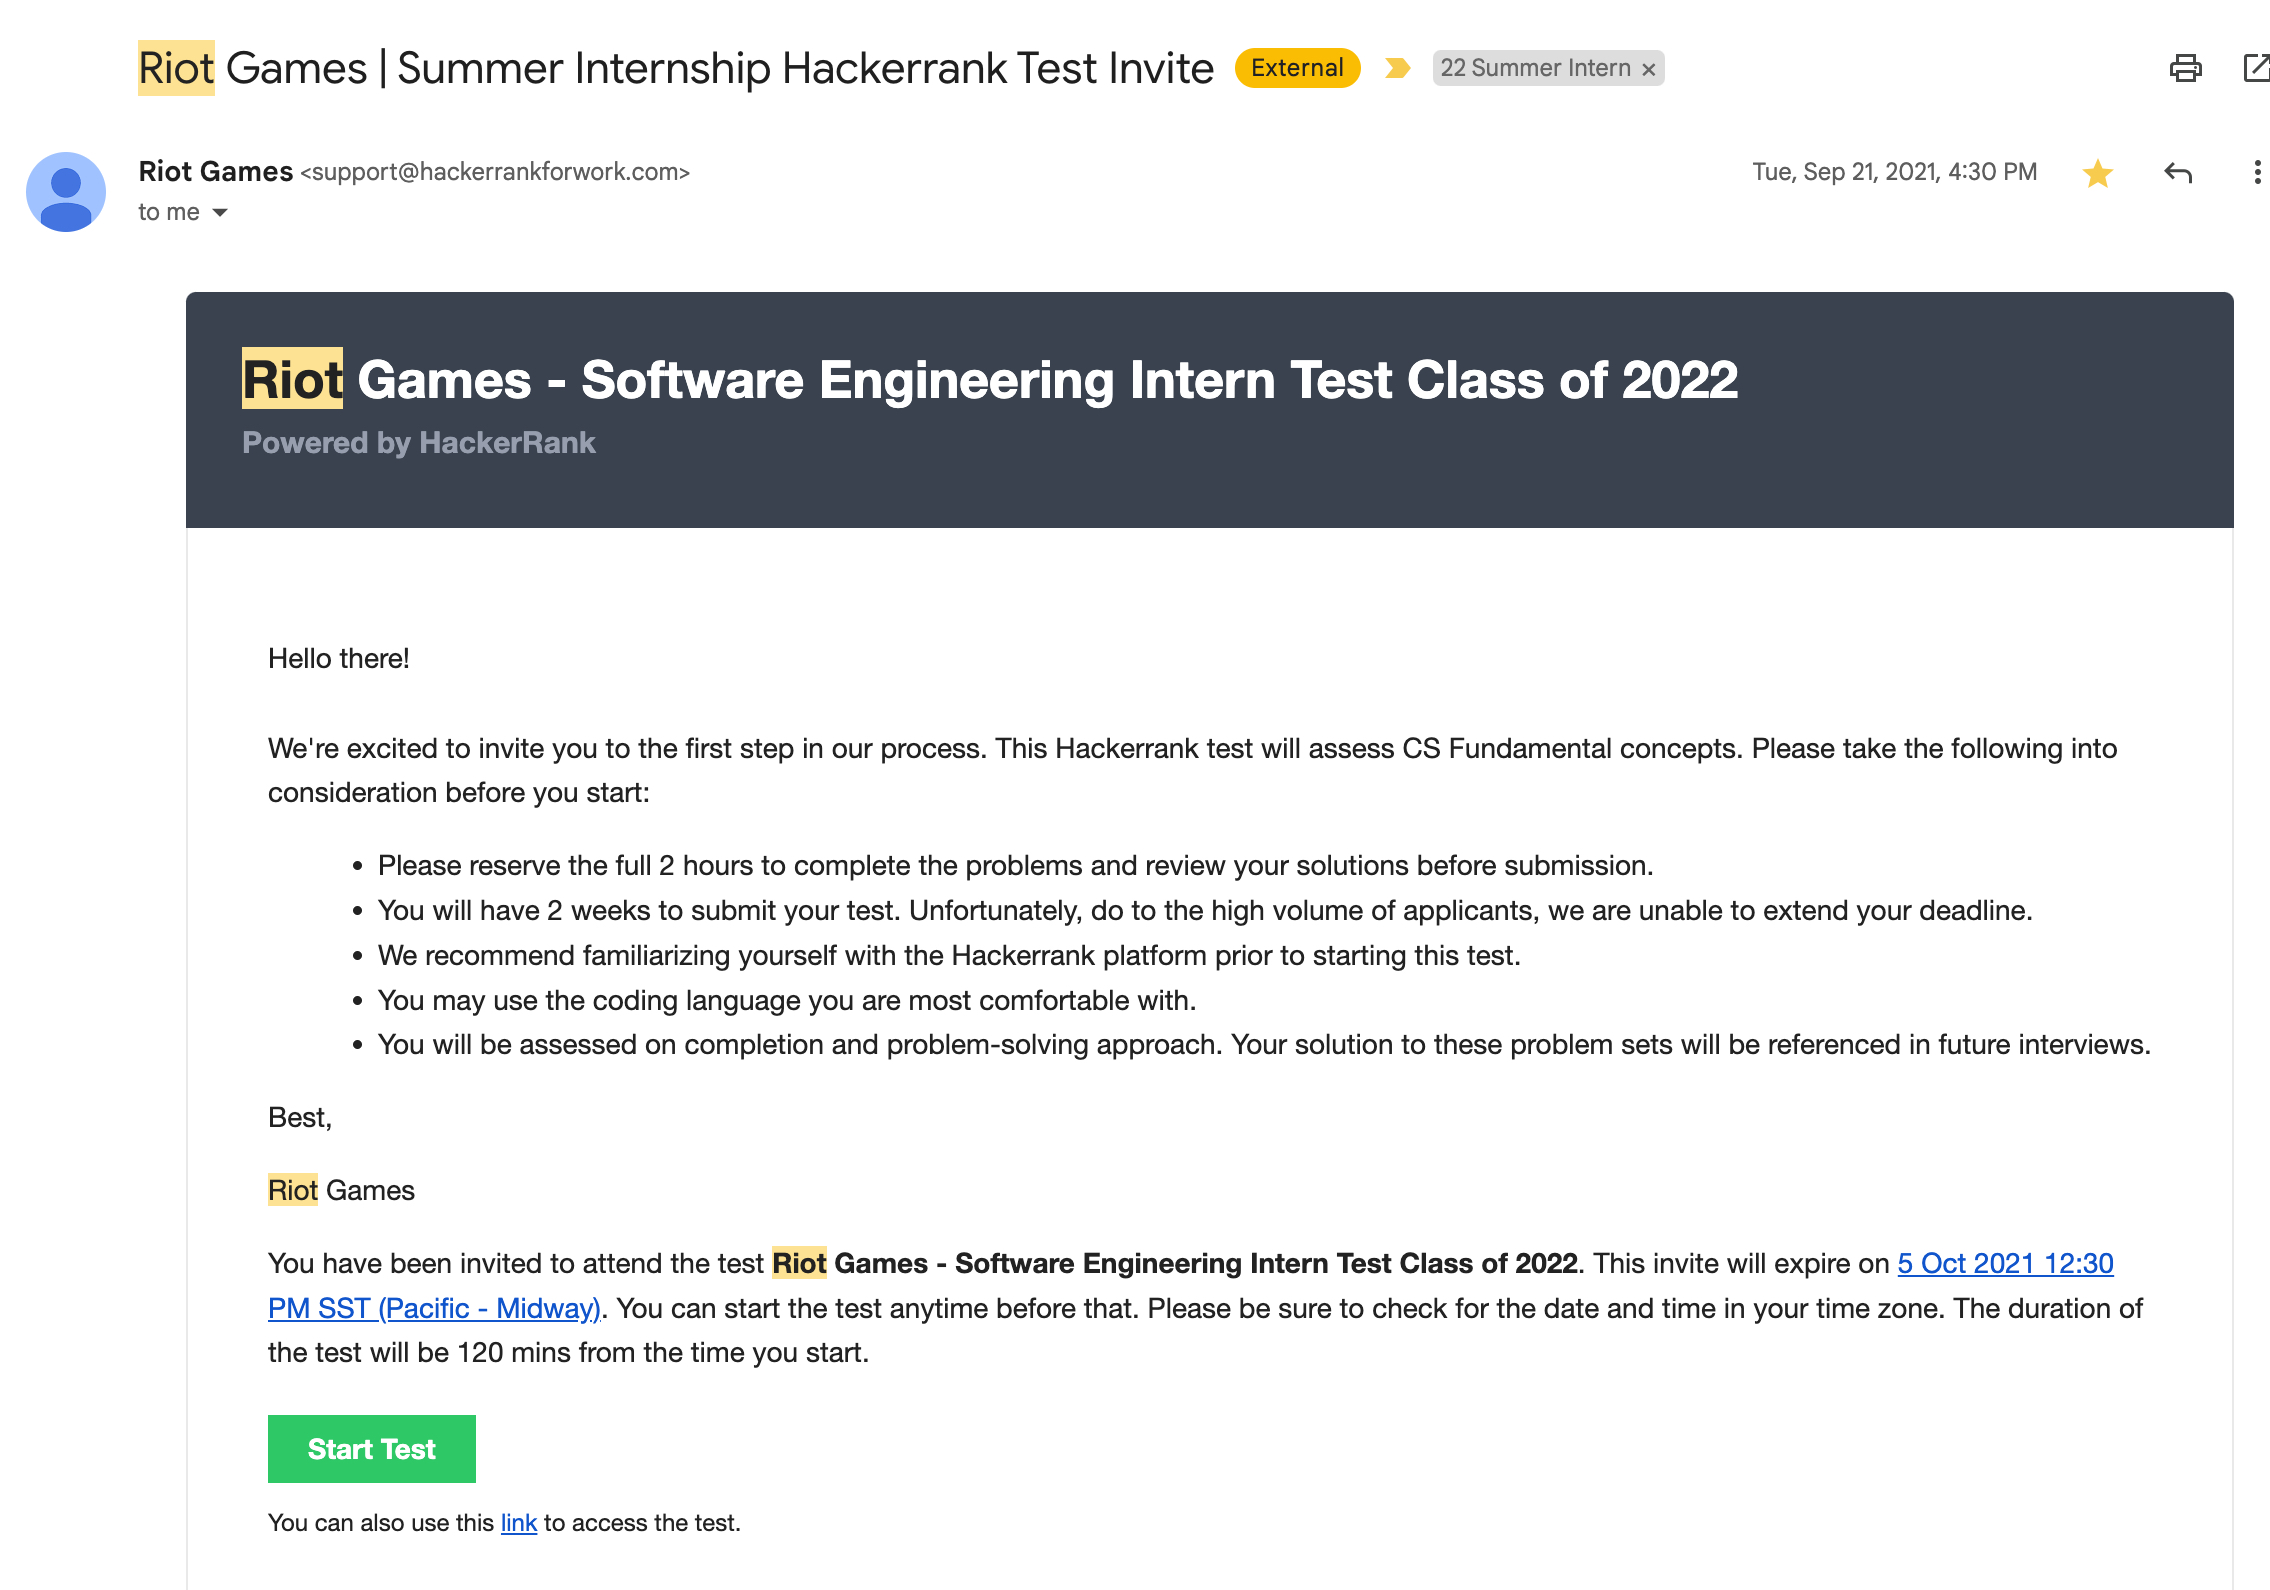 Riot Games | Summer Internship Hackerrank Test Invite External 22 Summer Intern ×
Riot Games <support@hackerrankforwork.com> Tue, Sep 21, 2021, 4:30 PM
to me
Riot Games - Software Engineering Intern Test Class of 2022
Powered by HackerRank
Hello there!
We're excited to invite you to the first step in our process. This Hackerrank test will assess CS Fundamental concepts. Please take the following into
consideration before you start:
• Please reserve the full 2 hours to complete the problems and review your solutions before submission.
• You will have 2 weeks to submit your test. Unfortunately, do to the high volume of applicants, we are unable to extend your deadline.
• We recommend familiarizing yourself with the Hackerrank platform prior to starting this test.
• You may use the coding language you are most comfortable with.
• You will be assessed on completion and problem-solving approach. Your solution to these problem sets will be referenced in future interviews.
Best,
Riot Games
You have been invited to attend the test Riot Games - Software Engineering Intern Test Class of 2022. This invite will expire on 5 Oct 2021 12:30
PM SST (Pacific - Midway). You can start the test anytime before that. Please be sure to check for the date and time in your time zone. The duration of
the test will be 120 mins from the time you start.
Start Test
You can also use this link to access the test.